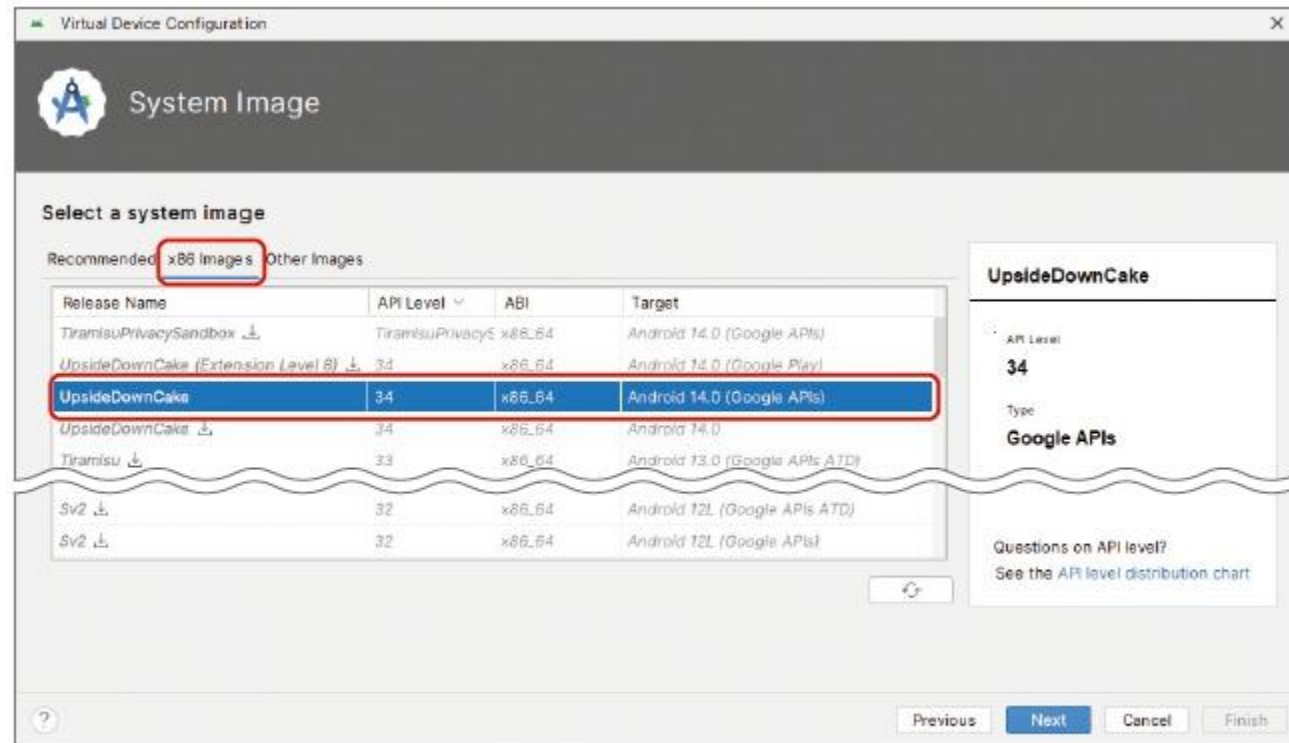 Virtual Device Configuration
System Image
Select a system image
Recommended x86 Images Other Images
Release Name API Level ABI Target
TiramisuPrivacySandbox TiramisuPrivacyS x86_64 Android 14.0 (Google APIs)
UpsideDownCake (Extension Level 8) 34 x86_64 Android 14.0 (Google Play)
UpsideDownCake 34 x86_64 Android 14.0 (Google APIs)
UpsideDownCake 34 x86_64 Android 14.0
Tiramisu 33 x86_64 Android 13.0 (Google APIs ATD)
Sv2 32 x86_64 Android 12L (Google APIs ATD)
Sv2 32 x86_64 Android 12L (Google APIs)
UpsideDownCake
API Level
34
Type
Google APIs
Questions on API level?
See the API level distribution chart
? Previous Next Cancel Finish